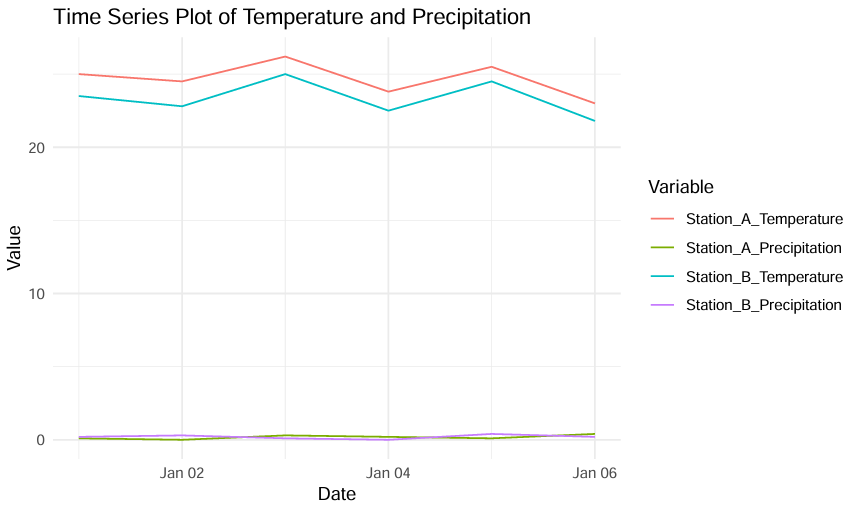 Time Series Plot of Temperature and Precipitation
Value
20
10
0
Jan 02
Jan 04
Jan 06
Date
Variable
Station_A_Temperature
Station_A_Precipitation
Station_B_Temperature
Station_B_Precipitation